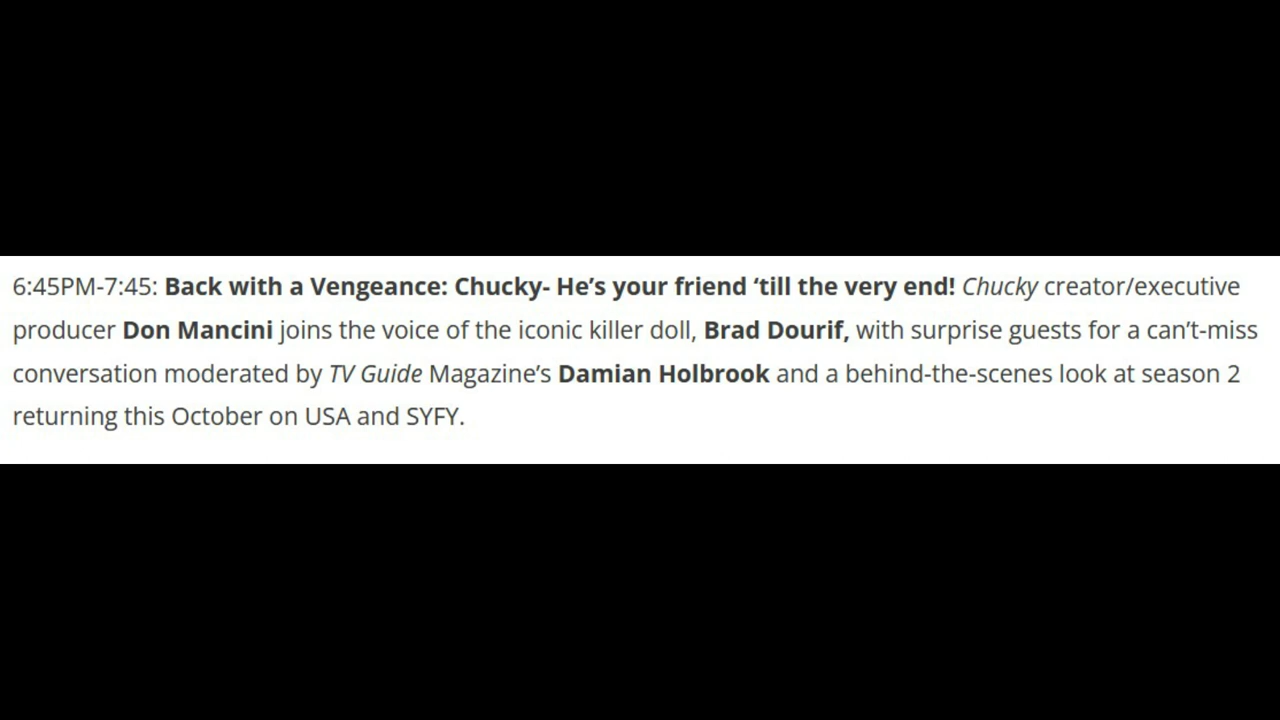 6:45PM-7:45: Back with a Vengeance: Chucky- He’s your friend ‘till the very end! Chucky creator/executive
producer Don Mancini joins the voice of the iconic killer doll, Brad Dourif, with surprise guests for a can’t-miss
conversation moderated by TV Guide Magazine’s Damian Holbrook and a behind-the-scenes look at season 2
returning this October on USA and SYFY.